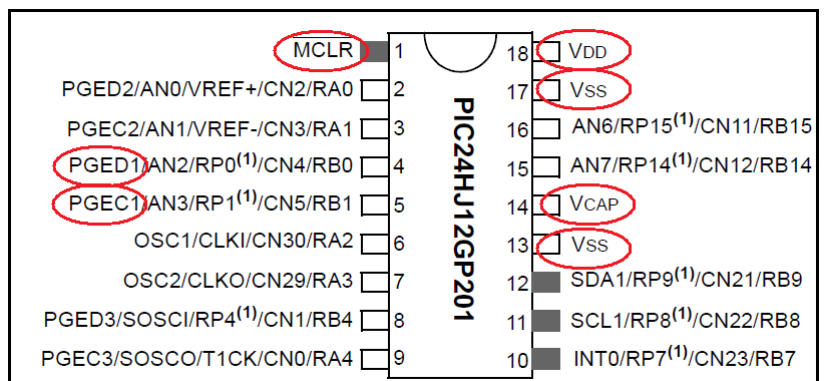 MCLR 1
PGED2/AN0/VREF+/CN2/RA0 2
PGEC2/AN1/VREF-/CN3/RA1 3
PGED1/AN2/RP0(1)/CN4/RB0 4
PGEC1/AN3/RP1(1)/CN5/RB1 5
OSC1/CLKI/CN30/RA2 6
OSC2/CLKO/CN29/RA3 7
PGED3/SOSCI/RP4(1)/CN1/RB4 8
PGEC3/SOSCO/T1CK/CN0/RA4 9
PIC24HJ12GP201
18 VDD
17 VSS
16 AN6/RP15(1)/CN11/RB15
15 AN7/RP14(1)/CN12/RB14
14 VCAP
13 VSS
12 SDA1/RP9(1)/CN21/RB9
11 SCL1/RP8(1)/CN22/RB8
10 INT0/RP7(1)/CN23/RB7